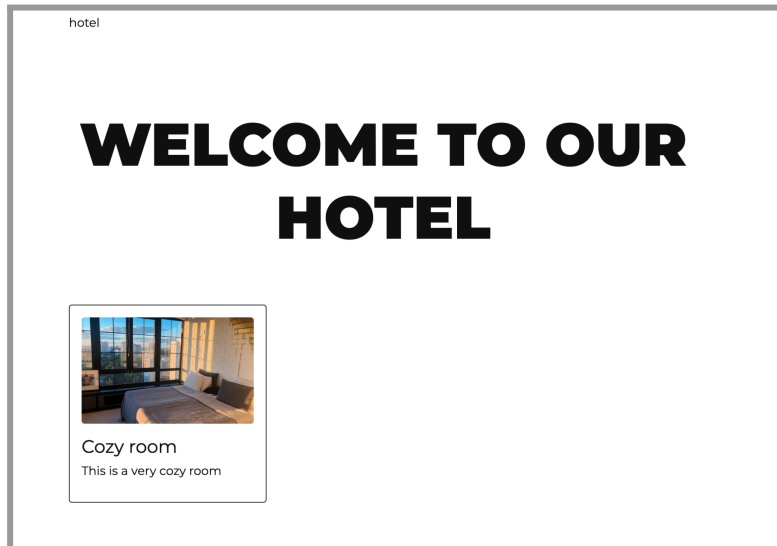 hotel
WELCOME TO OUR
HOTEL
Cozy room
This is a very cozy room